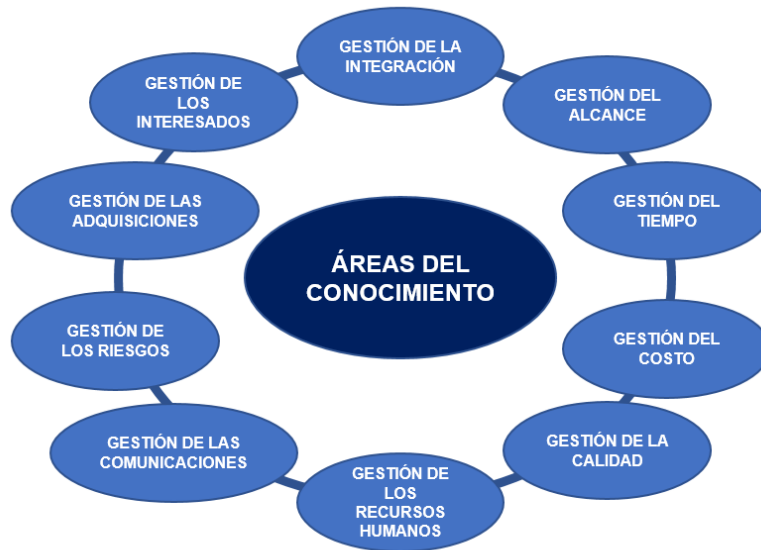 GESTIÓN DE LA
INTEGRACIÓN
GESTIÓN DEL
ALCANCE
GESTIÓN DEL
TIEMPO
GESTIÓN DEL
COSTO
GESTIÓN DE LA
CALIDAD
GESTIÓN DE
LOS
RECURSOS
HUMANOS
GESTIÓN DE LAS
COMUNICACIONES
GESTIÓN DE
LOS RIESGOS
GESTIÓN DE LAS
ADQUISICIONES
GESTIÓN DE
LOS
INTERESADOS
ÁREAS DEL
CONOCIMIENTO